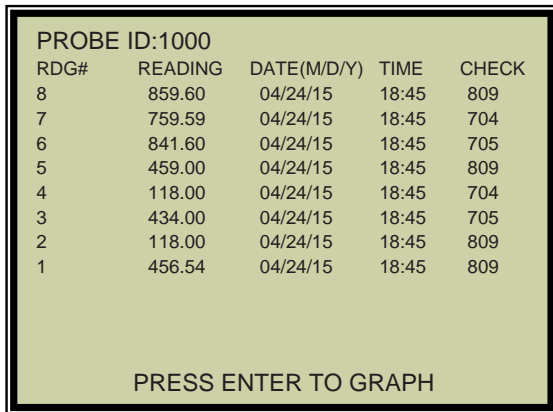 PROBE ID:1000
RDG# READING DATE(M/D/Y) TIME CHECK
8 859.60 04/24/15 18:45 809
7 759.59 04/24/15 18:45 704
6 841.60 04/24/15 18:45 705
5 459.00 04/24/15 18:45 809
4 118.00 04/24/15 18:45 704
3 434.00 04/24/15 18:45 705
2 118.00 04/24/15 18:45 809
1 456.54 04/24/15 18:45 809
PRESS ENTER TO GRAPH